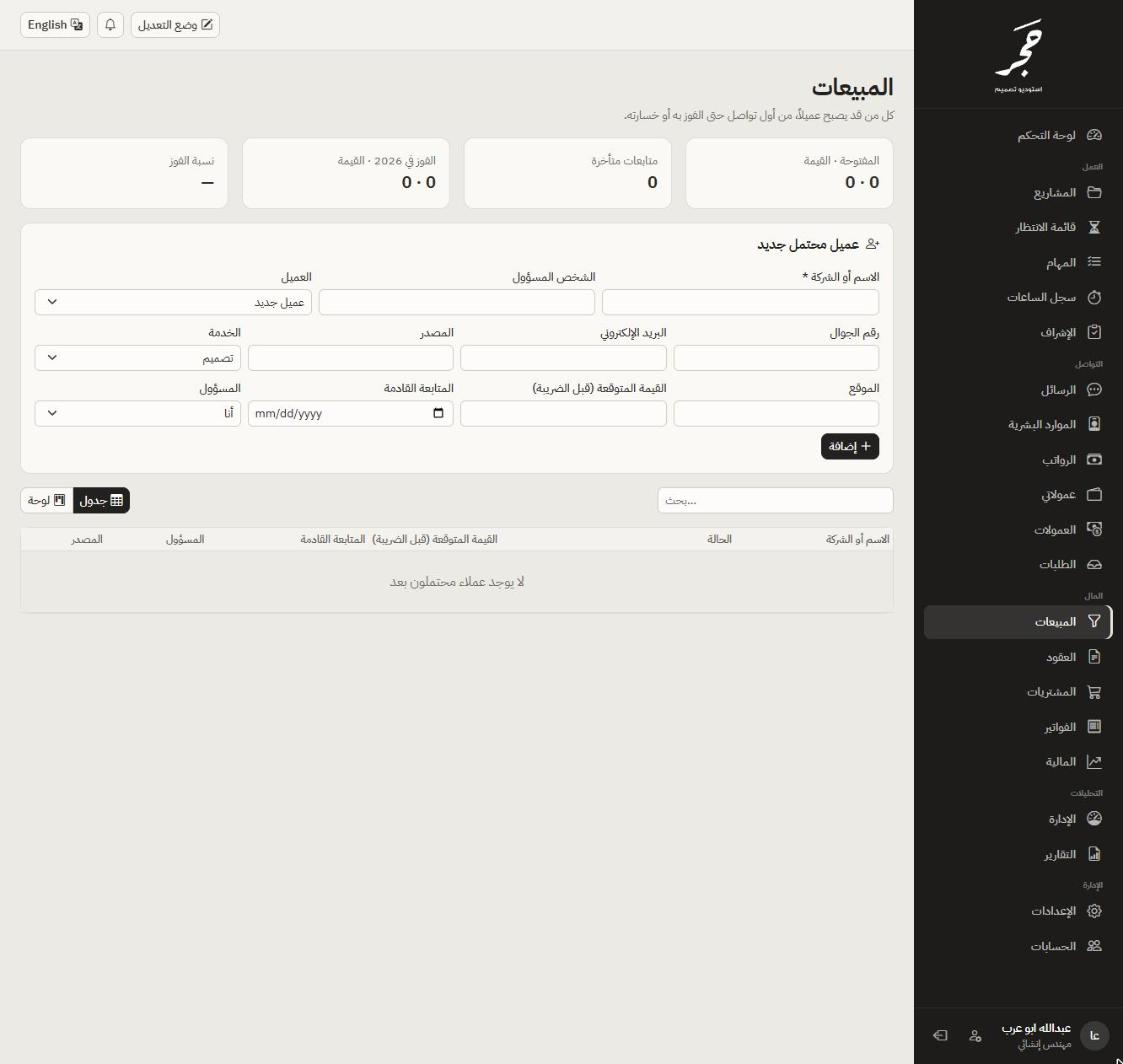 حجر
استوديو تصميم
لوحة التحكم
العمل
المشاريع
قائمة الانتظار
المهام
سجل الساعات
الإشراف
التواصل
الرسائل
الموارد البشرية
الرواتب
عمولاتي
العمولات
الطلبات
المال
المبيعات
العقود
المشتريات
الفواتير
المالية
التحليلات
الإدارة
التقارير
الإدارة
الإعدادات
الحسابات
عا
عبدالله ابو عرب
مهندس إنشائي
وضع التعديل
English
المبيعات
كل من قد يصبح عميلاً، من أول تواصل حتى الفوز به أو خسارته.
المفتوحة · القيمة
0 · 0
متابعات متأخرة
0
الفوز في 2026 · القيمة
0 · 0
نسبة الفوز
—
عميل محتمل جديد
الاسم أو الشركة * الشخص المسؤول العميل
عميل جديد
رقم الجوال البريد الإلكتروني المصدر الخدمة
تصميم
الموقع القيمة المتوقعة (قبل الضريبة) المتابعة القادمة المسؤول
mm/dd/yyyy أنا
+ إضافة
بحث...
جدول لوحة
الاسم أو الشركة الحالة القيمة المتوقعة (قبل الضريبة) المتابعة القادمة المسؤول المصدر
لا يوجد عملاء محتملون بعد